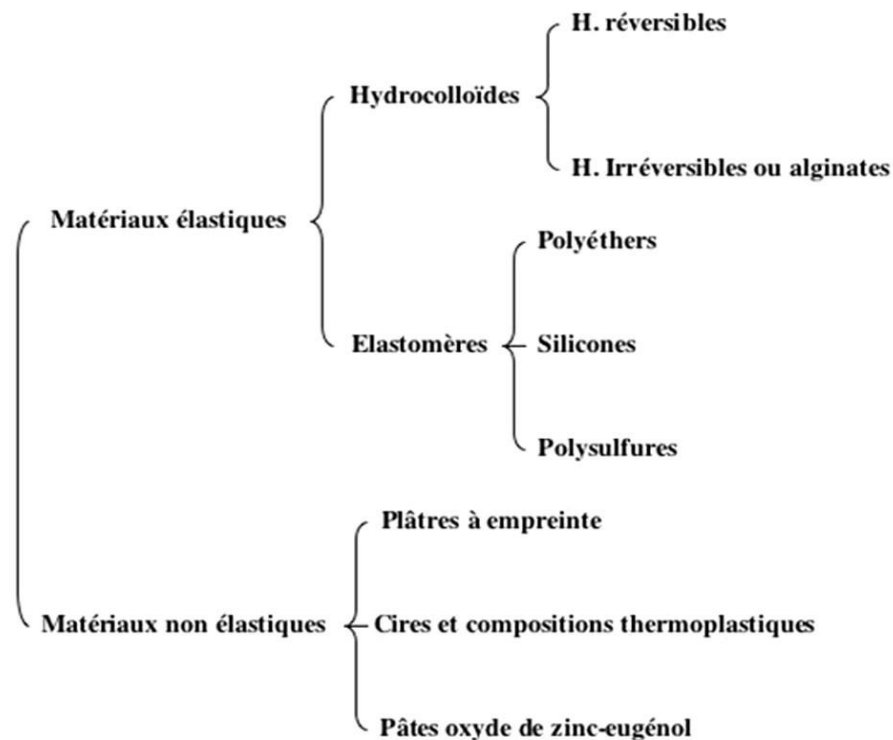 H. réversibles
Hydrocolloïdes
H. Irréversibles ou alginates
Matériaux élastiques
Polyéthers
Elastomères
Silicones
Polysulfures
Plâtres à empreinte
Matériaux non élastiques
Cires et compositions thermoplastiques
Pâtes oxyde de zinc-eugénol